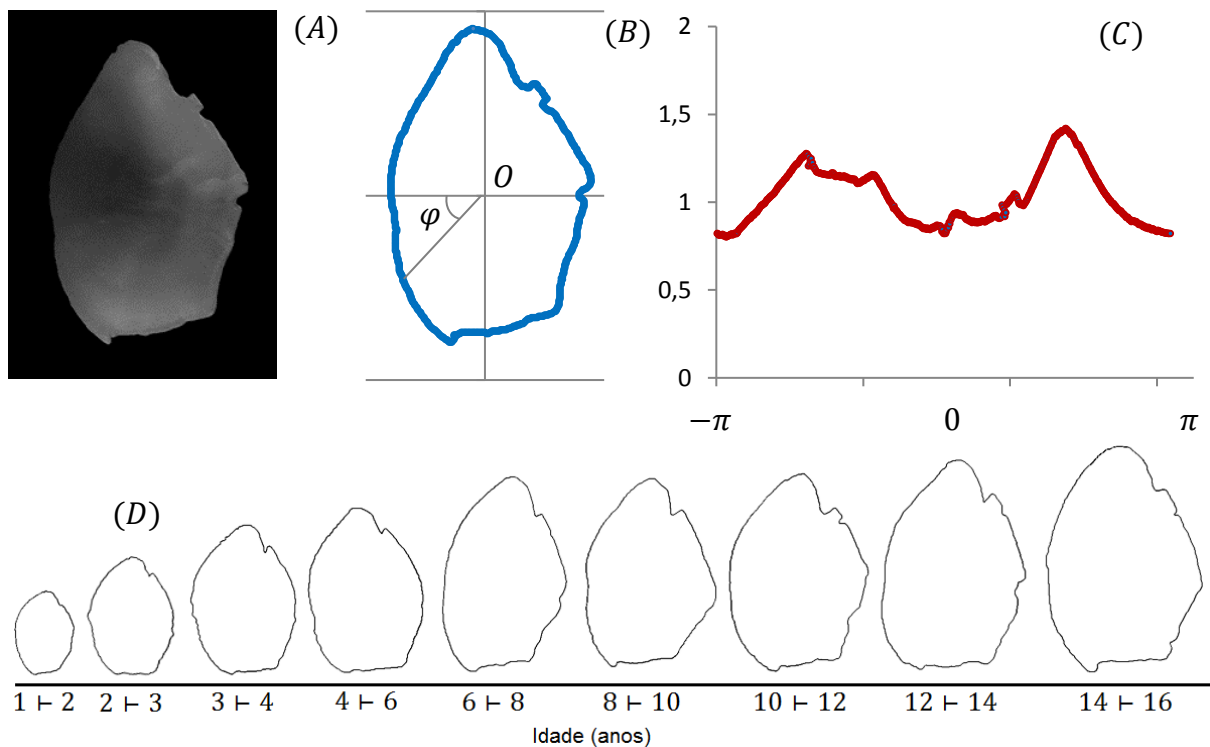 (A)
(B)
(C)
O
φ
2
1,5
1
0,5
0
−π 0 π
(D)
1 ⊢ 2 2 ⊢ 3 3 ⊢ 4 4 ⊢ 6 6 ⊢ 8 8 ⊢ 10 10 ⊢ 12 12 ⊢ 14 14 ⊢ 16
Idade (anos)